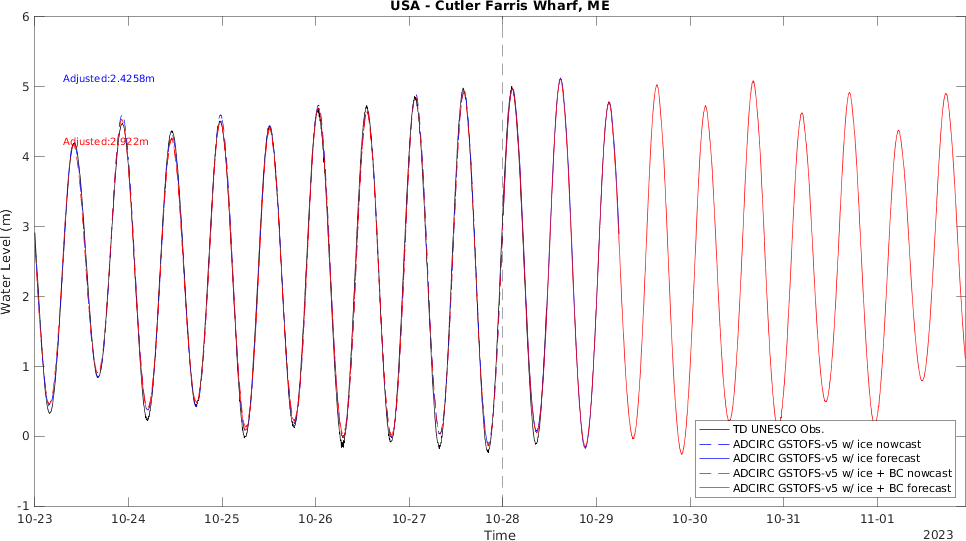 USA - Cutler Farris Wharf, ME
6
5
4
3
2
1
0
-1
Water Level (m)
Adjusted:2.4258m
Adjusted:2.922m
TD UNESCO Obs.
ADCIRC GSTOFS-v5 w/ ice nowcast
ADCIRC GSTOFS-v5 w/ ice forecast
ADCIRC GSTOFS-v5 w/ ice + BC nowcast
ADCIRC GSTOFS-v5 w/ ice + BC forecast
10-23 10-24 10-25 10-26 10-27 10-28 10-29 10-30 10-31 11-01
Time
2023